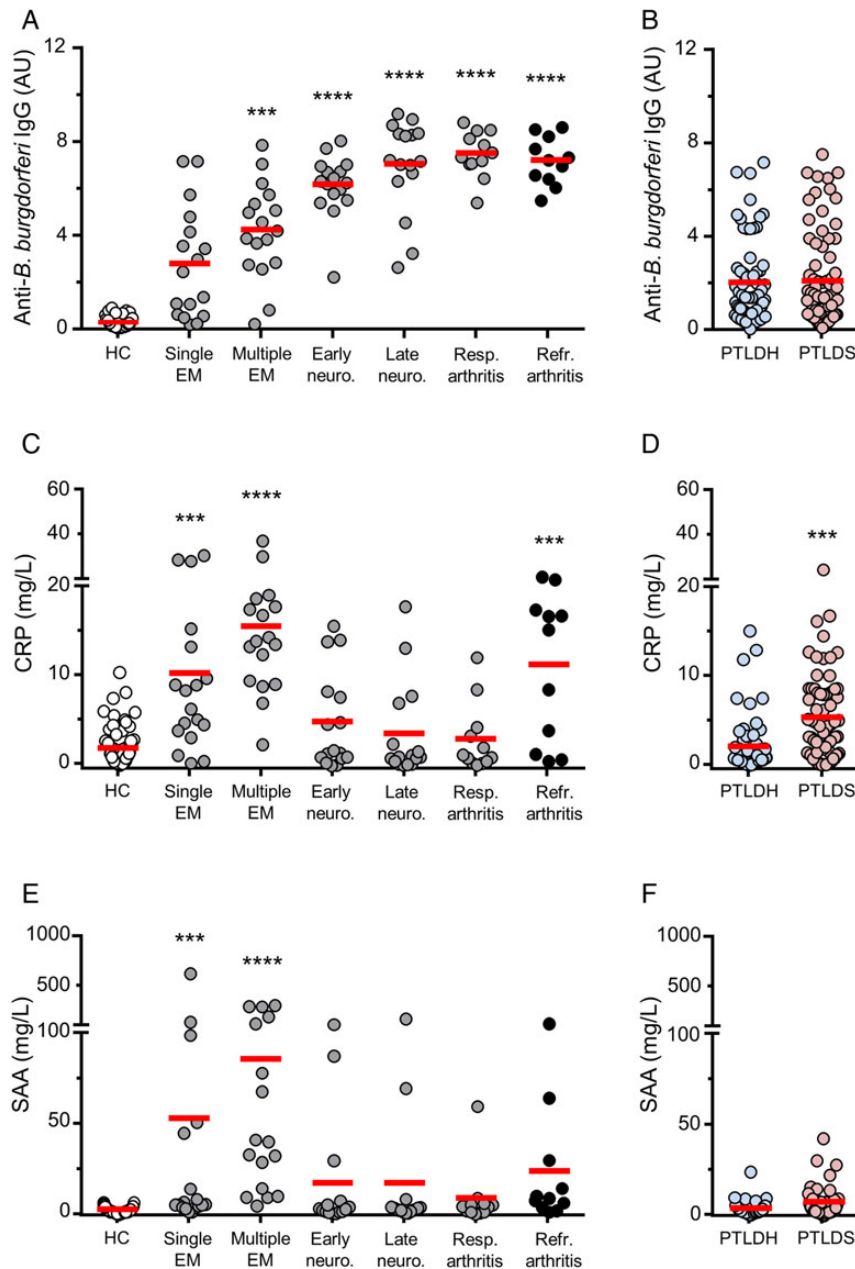 A
Anti-B. burgdorferi IgG (AU)
12
8
4
0
***
****
****
****
****
HC
Single EM
Multiple EM
Early neuro.
Late neuro.
Resp. arthritis
Refr. arthritis
B
Anti-B. burgdorferi IgG (AU)
12
8
4
0
PTLDH
PTLDS
C
CRP (mg/L)
60
40
20
10
0
***
****
***
HC
Single EM
Multiple EM
Early neuro.
Late neuro.
Resp. arthritis
Refr. arthritis
D
CRP (mg/L)
60
40
20
10
0
***
PTLDH
PTLDS
E
SAA (mg/L)
1000
500
100
50
0
***
****
HC
Single EM
Multiple EM
Early neuro.
Late neuro.
Resp. arthritis
Refr. arthritis
F
SAA (mg/L)
1000
500
100
50
0
PTLDH
PTLDS